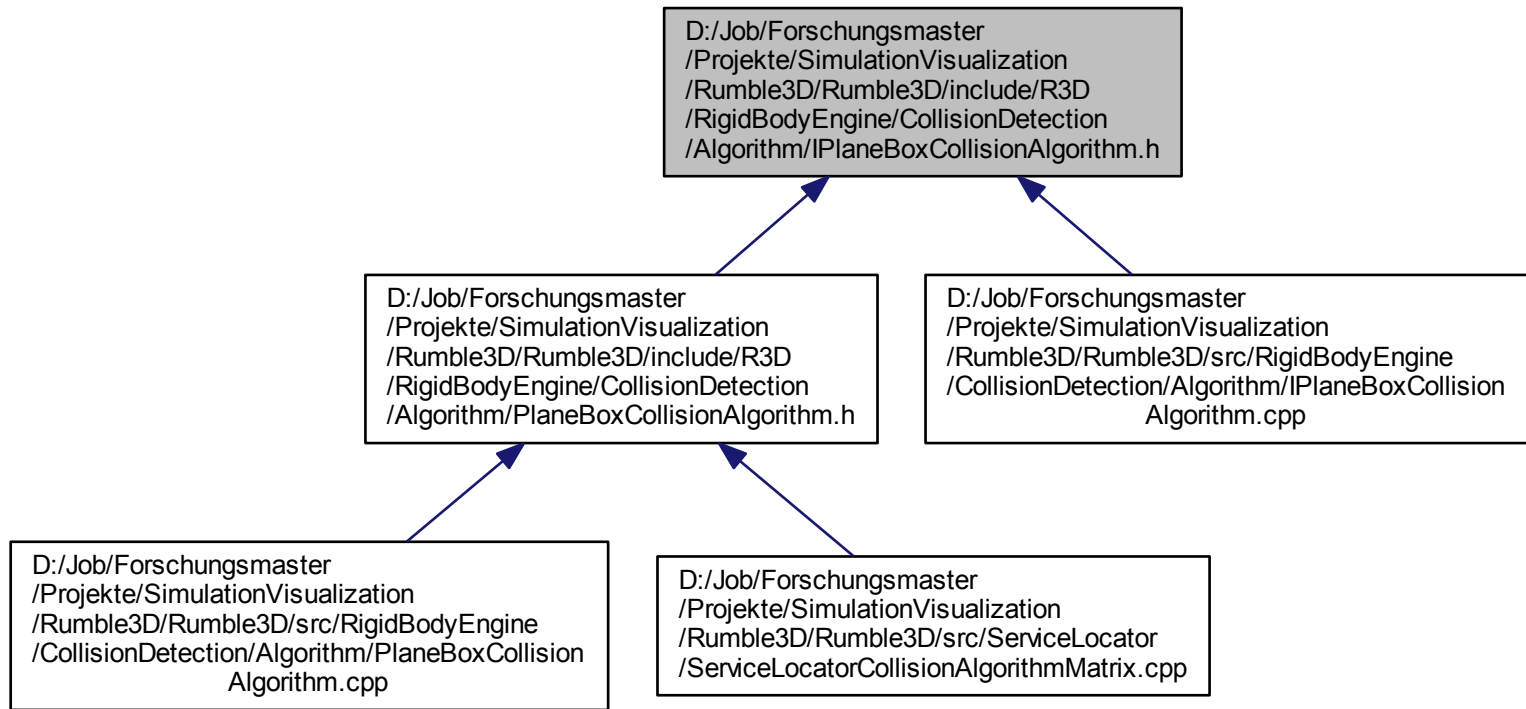 D:/Job/Forschungsmaster
/Projekte/SimulationVisualization
/Rumble3D/Rumble3D/include/R3D
/RigidBodyEngine/CollisionDetection
/Algorithm/IPlaneBoxCollisionAlgorithm.h
D:/Job/Forschungsmaster
/Projekte/SimulationVisualization
/Rumble3D/Rumble3D/include/R3D
/RigidBodyEngine/CollisionDetection
/Algorithm/PlaneBoxCollisionAlgorithm.h
D:/Job/Forschungsmaster
/Projekte/SimulationVisualization
/Rumble3D/Rumble3D/src/RigidBodyEngine
/CollisionDetection/Algorithm/IPlaneBoxCollision
Algorithm.cpp
D:/Job/Forschungsmaster
/Projekte/SimulationVisualization
/Rumble3D/Rumble3D/src/RigidBodyEngine
/CollisionDetection/Algorithm/PlaneBoxCollision
Algorithm.cpp
D:/Job/Forschungsmaster
/Projekte/SimulationVisualization
/Rumble3D/Rumble3D/src/ServiceLocator
/ServiceLocatorCollisionAlgorithmMatrix.cpp